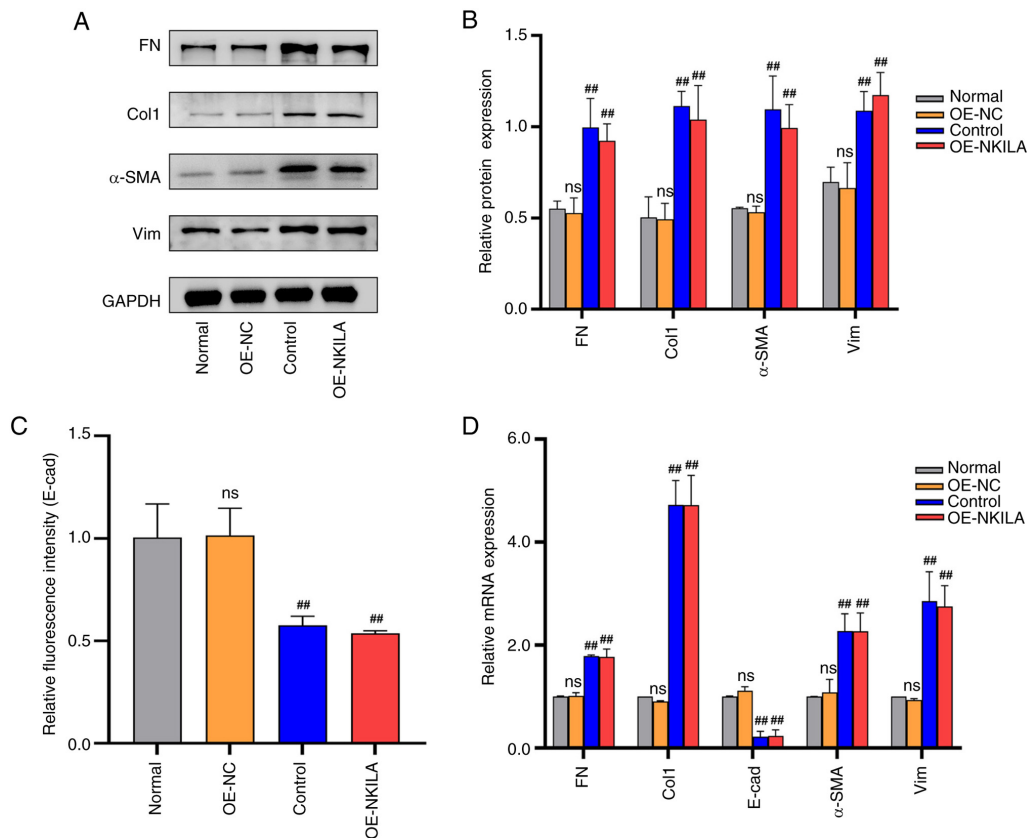 A
FN
Col1
α-SMA
Vim
GAPDH
Normal
OE-NC
Control
OE-NKILA
B
Relative protein expression
1.5
1.0
0.5
0.0
ns
##
##
ns
##
##
ns
##
##
ns
##
##
FN
Col1
α-SMA
Vim
Normal
OE-NC
Control
OE-NKILA
C
Relative fluorescence intensity (E-cad)
1.5
1.0
0.5
0.0
ns
##
##
Normal
OE-NC
Control
OE-NKILA
D
Relative mRNA expression
6.0
4.0
2.0
0.0
ns
##
##
ns
##
##
ns
##
##
ns
##
##
ns
##
##
FN
Col1
E-cad
α-SMA
Vim
Normal
OE-NC
Control
OE-NKILA